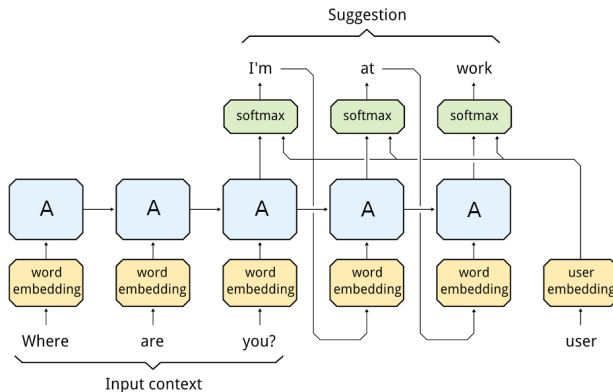 Suggestion
I'm at work
softmax softmax softmax
A A A A A
word embedding word embedding word embedding word embedding word embedding user embedding
Where are you? user
Input context